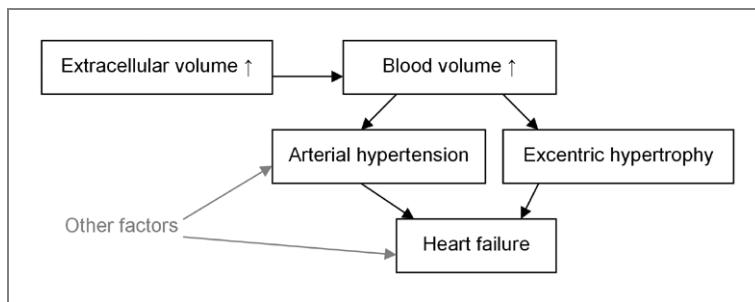 Extracellular volume ↑
Blood volume ↑
Arterial hypertension
Excentric hypertrophy
Other factors
Heart failure